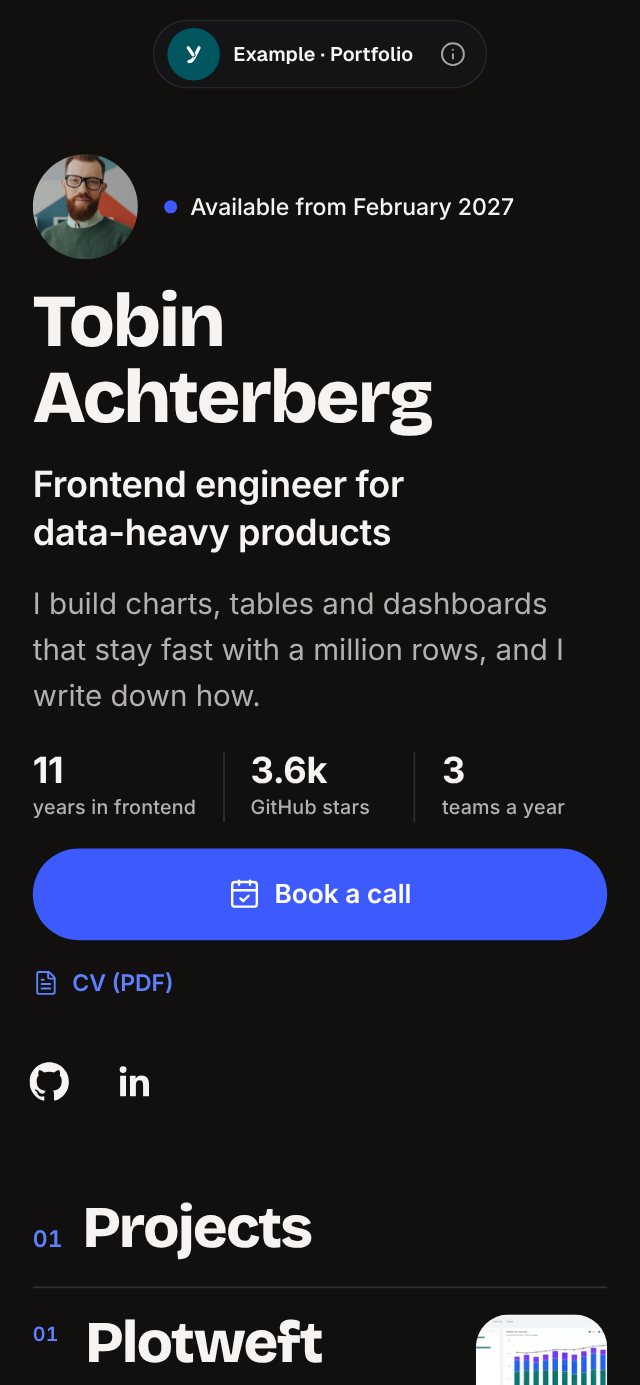 y Example · Portfolio
Available from February 2027
Tobin
Achterberg
Frontend engineer for
data-heavy products
I build charts, tables and dashboards
that stay fast with a million rows, and I
write down how.
11
years in frontend
3.6k
GitHub stars
3
teams a year
Book a call
CV (PDF)
in
01 Projects
01 Plotweft